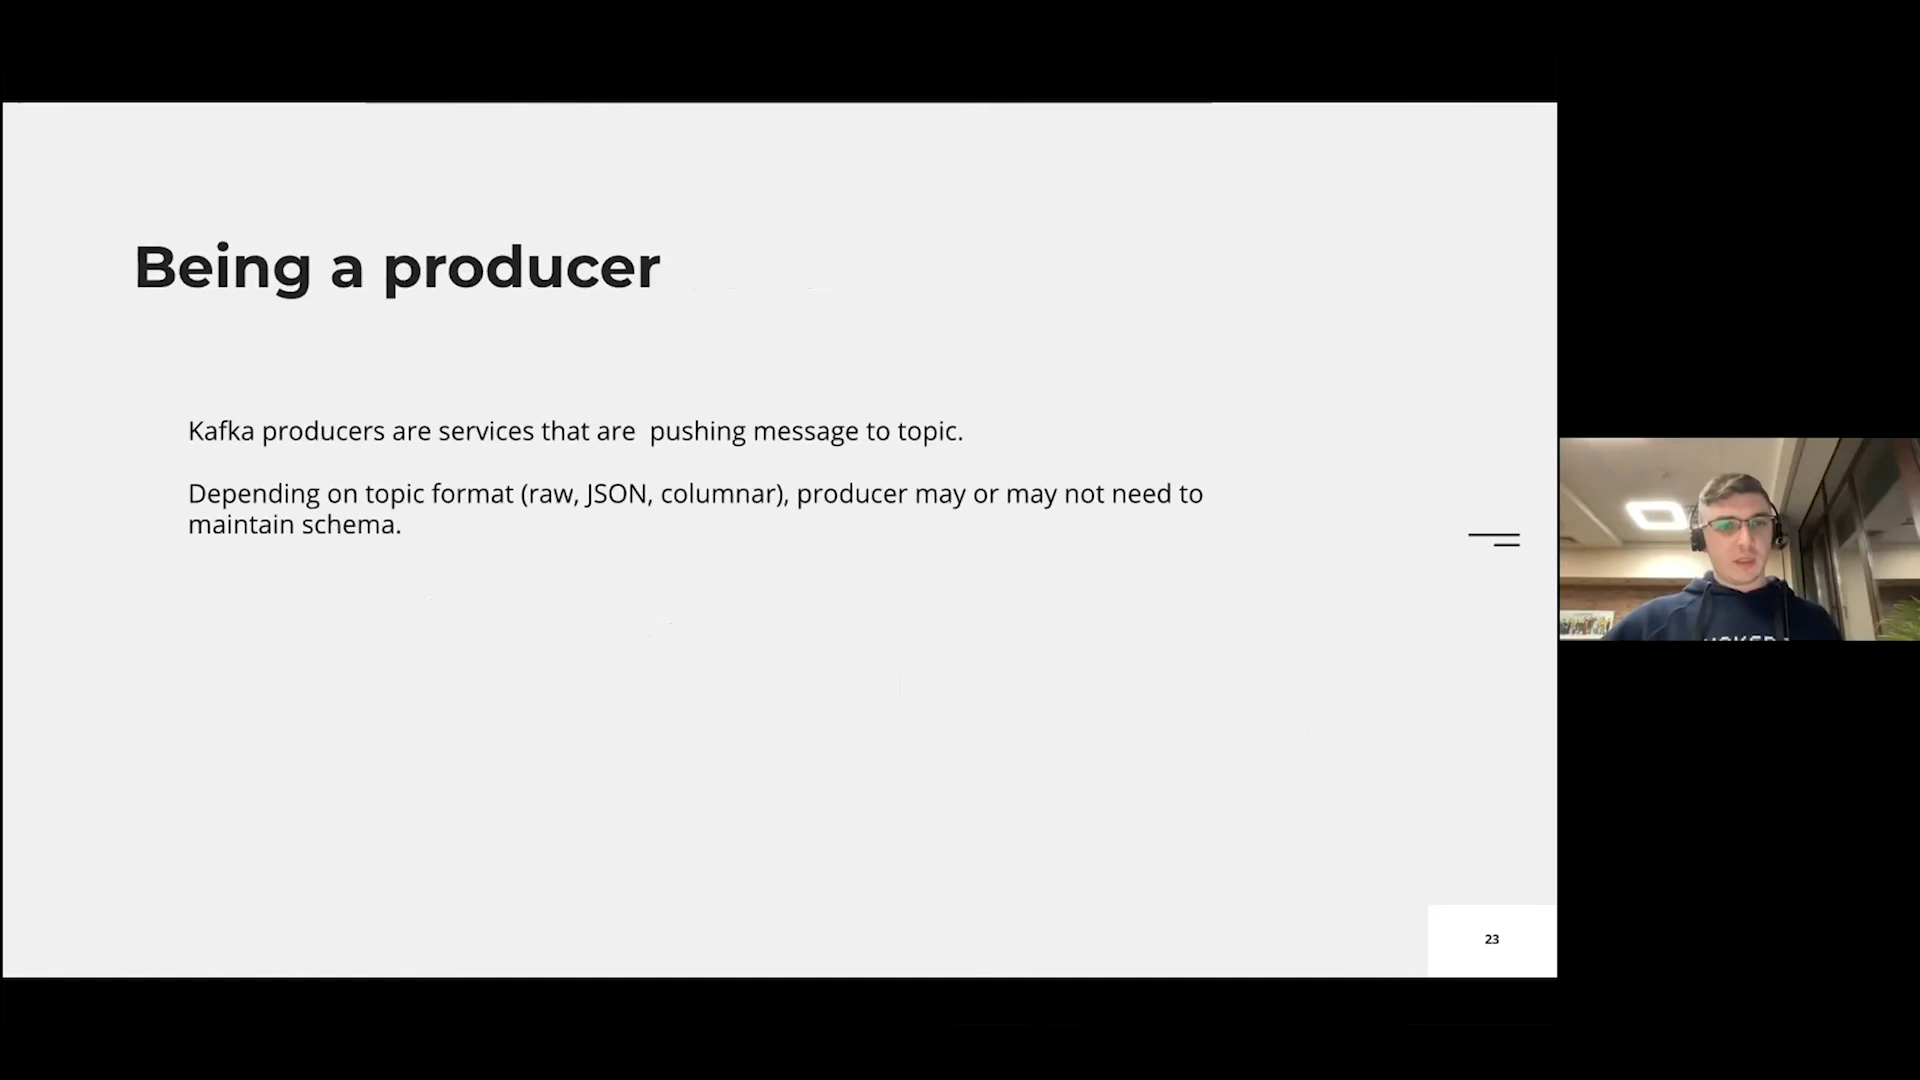 Being a producer
Kafka producers are services that are  pushing message to topic.
Depending on topic format (raw, JSON, columnar), producer may or may not need to
maintain schema.
23